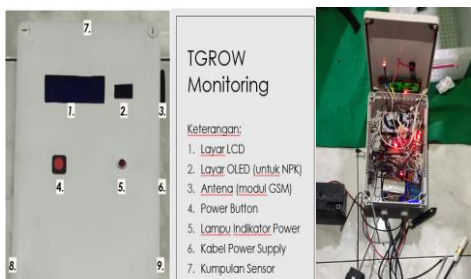 7.
1.
2.
3.
4.
5.
6.
8.
9.
TGROW
Monitoring
Keterangan:
1. Layar LCD
2. Layar OLED (untuk NPK)
3. Antena (modul GSM)
4. Power Button
5. Lampu Indikator Power
6. Kabel Power Supply
7. Kumpulan Sensor